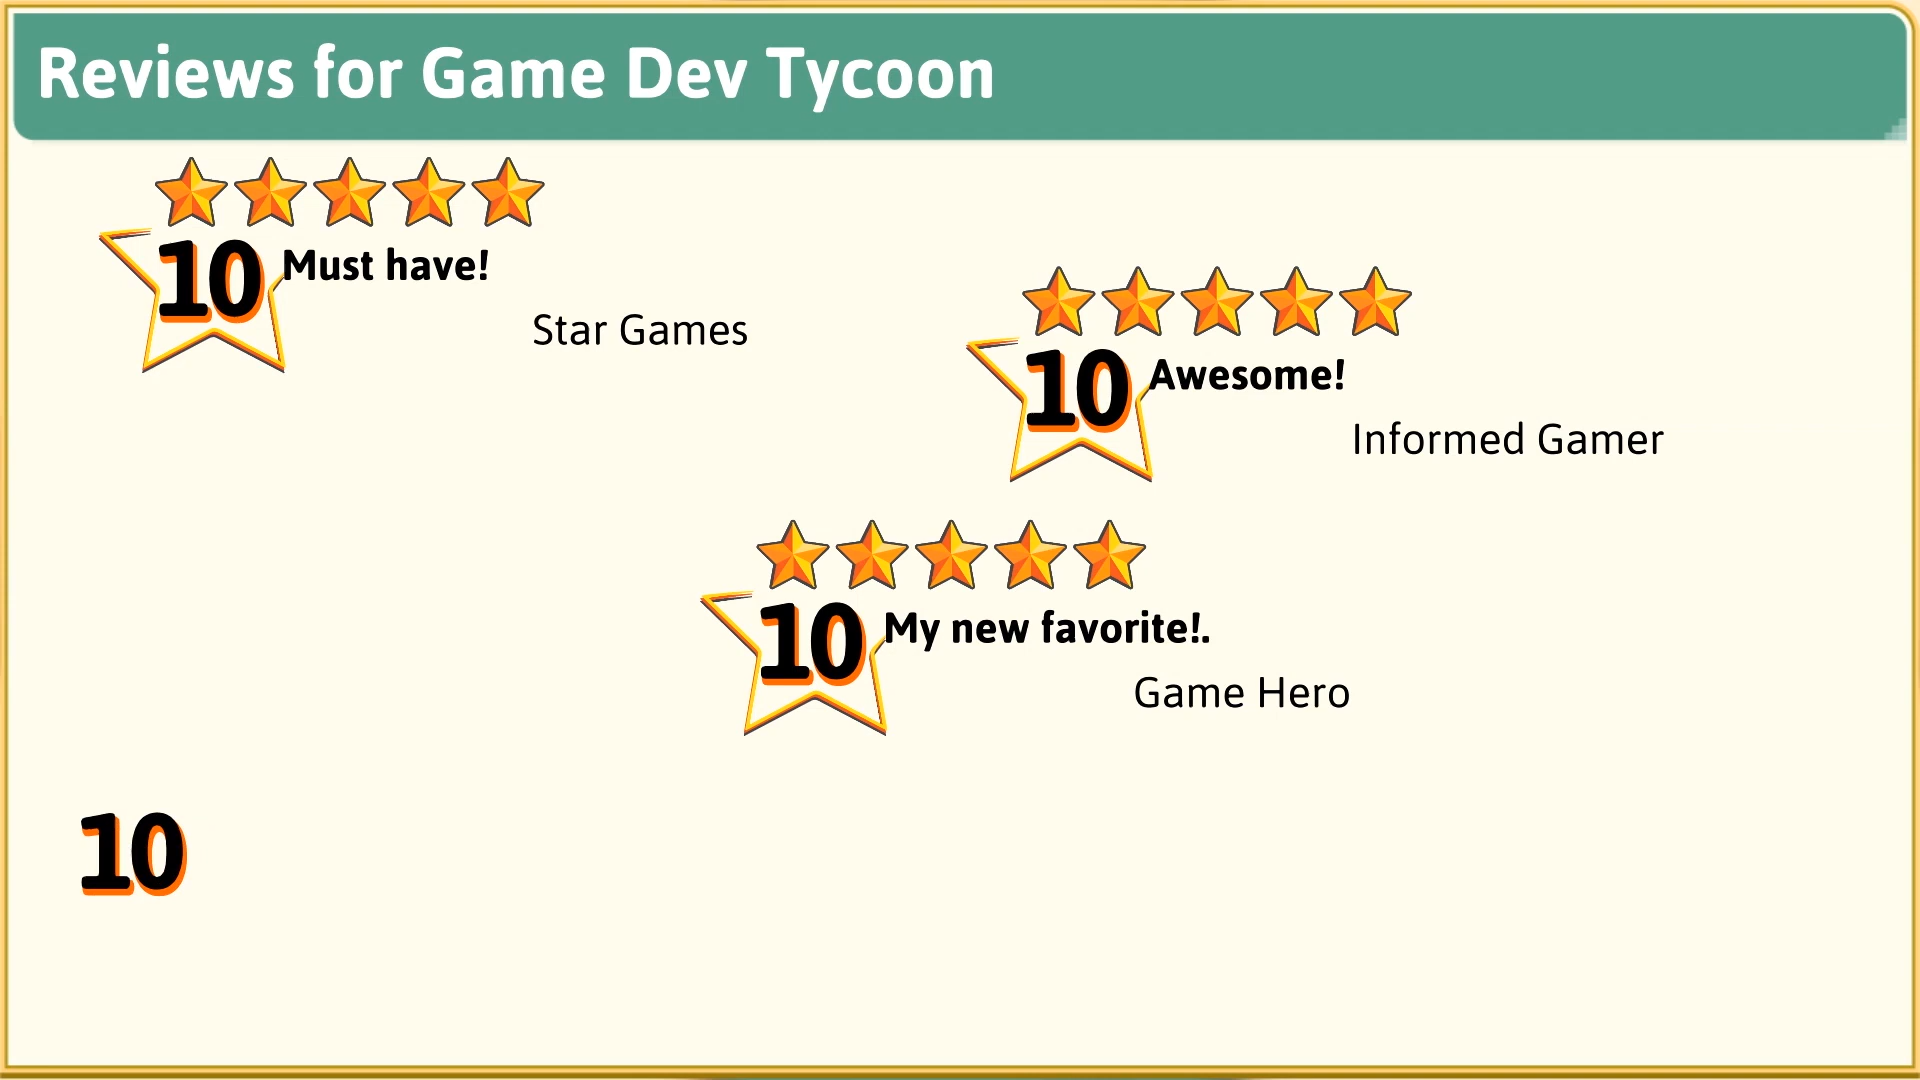 Reviews for Game Dev Tycoon
10 Must have!
Star Games
10 Awesome!
Informed Gamer
10 My new favorite!.
Game Hero
10